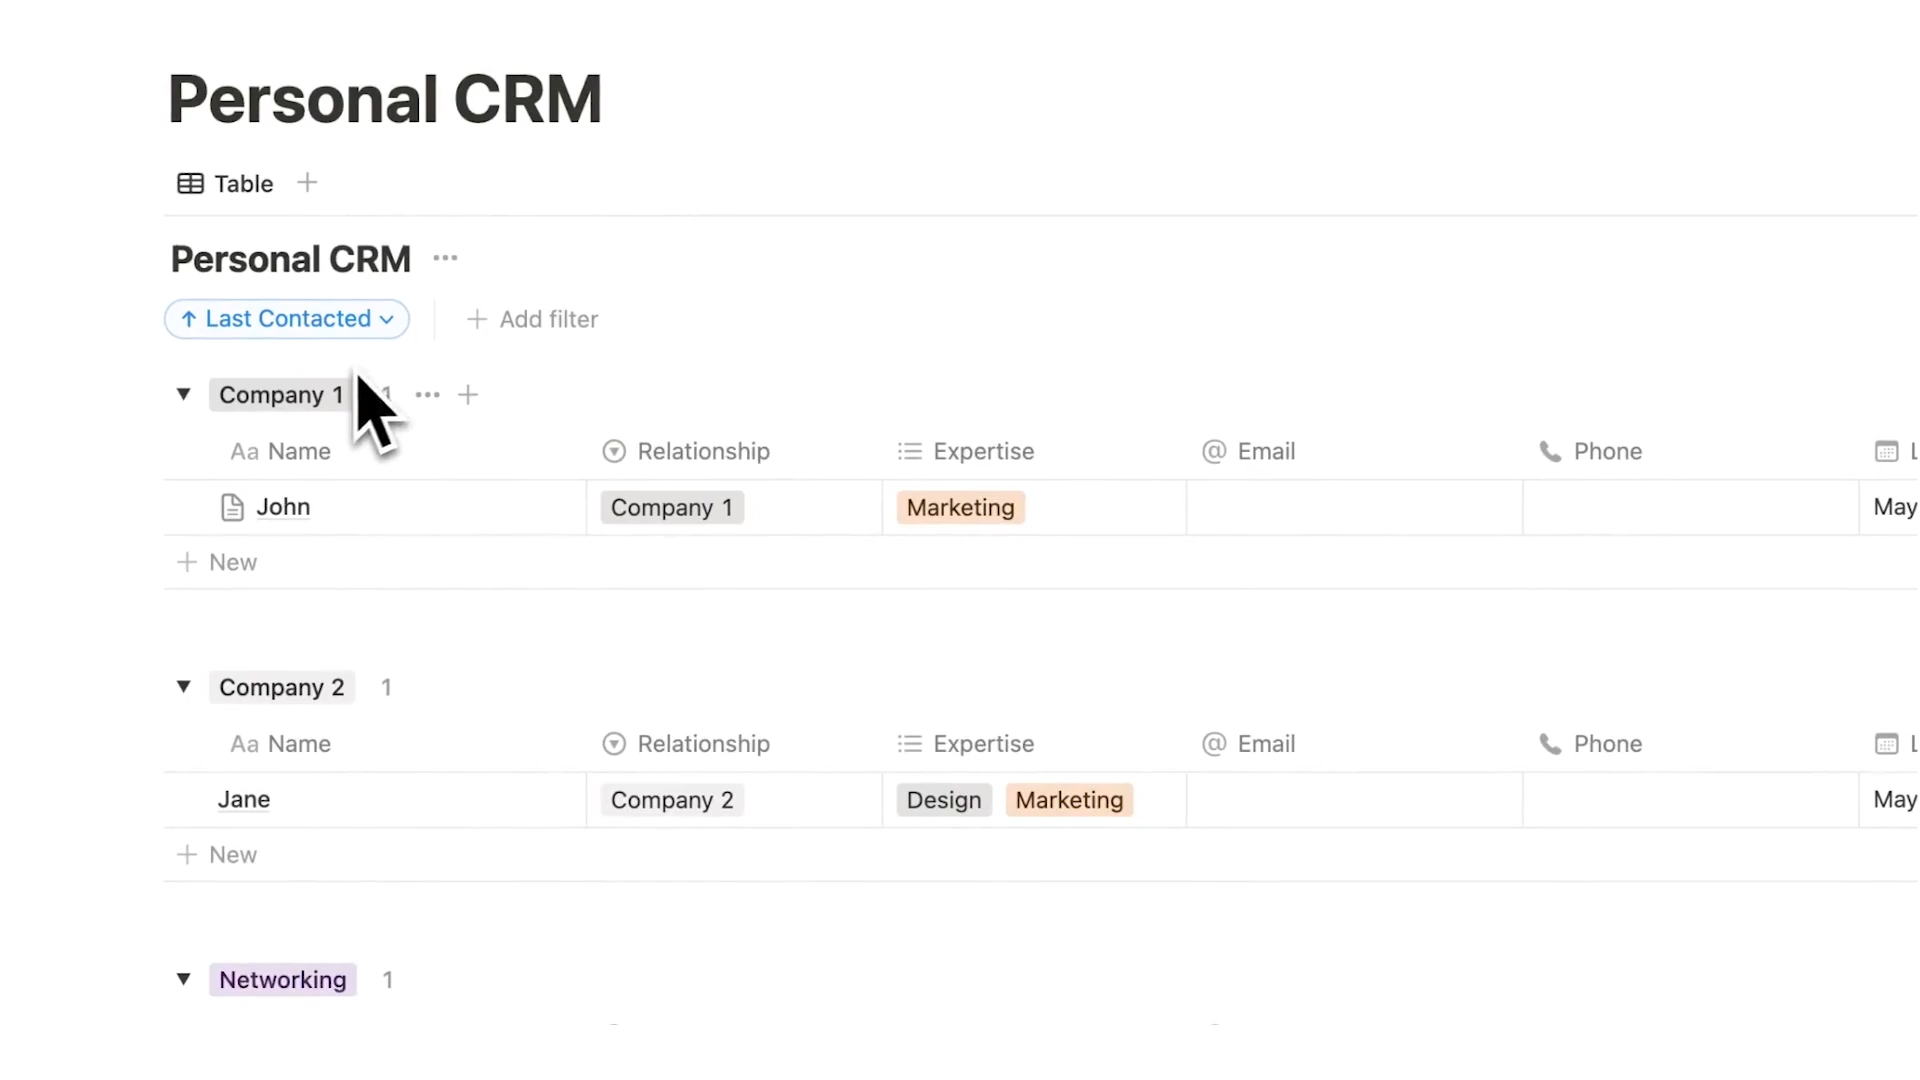 Personal CRM
Table
Personal CRM
Last Contacted
Add filter
Company 1 1
Aa Name Relationship Expertise Email Phone L
John Company 1 Marketing May
New
Company 2 1
Aa Name Relationship Expertise Email Phone L
Jane Company 2 Design Marketing May
New
Networking 1